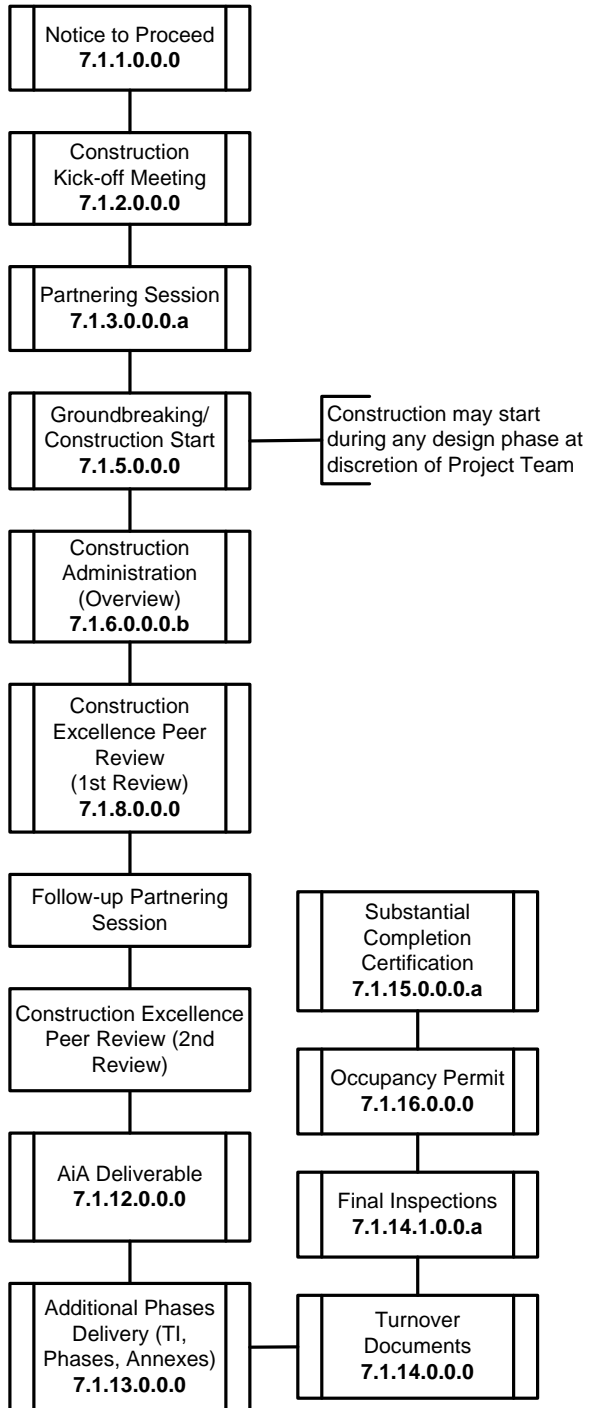 Notice to Proceed
7.1.1.0.0.0
Construction
Kick-off Meeting
7.1.2.0.0.0
Partnering Session
7.1.3.0.0.0.a
Groundbreaking/
Construction Start
7.1.5.0.0.0
Construction may start
during any design phase at
discretion of Project Team
Construction
Administration
(Overview)
7.1.6.0.0.0.b
Construction
Excellence Peer
Review
(1st Review)
7.1.8.0.0.0
Follow-up Partnering
Session
Construction Excellence
Peer Review (2nd
Review)
AiA Deliverable
7.1.12.0.0.0
Additional Phases
Delivery (TI,
Phases, Annexes)
7.1.13.0.0.0
Turnover
Documents
7.1.14.0.0.0
Final Inspections
7.1.14.1.0.0.a
Occupancy Permit
7.1.16.0.0.0
Substantial
Completion
Certification
7.1.15.0.0.0.a